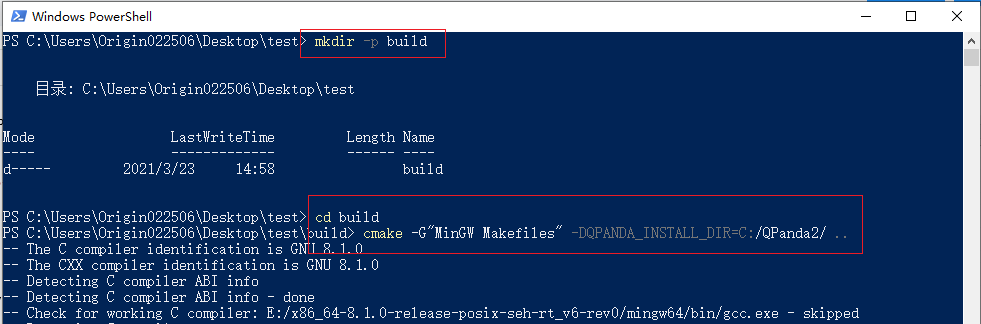 Windows PowerShell
PS C:\Users\Origin022506\Desktop\test> mkdir -p build
目录: C:\Users\Origin022506\Desktop\test
Mode                 LastWriteTime         Length Name
----                 -------------         ------ ----
d-----         2021/3/23     14:58                build
PS C:\Users\Origin022506\Desktop\test> cd build
PS C:\Users\Origin022506\Desktop\test\build> cmake -G"MinGW Makefiles" -DQPANDA_INSTALL_DIR=C:/QPanda2/ ..
-- The C compiler identification is GNU 8.1.0
-- The CXX compiler identification is GNU 8.1.0
-- Detecting C compiler ABI info
-- Detecting C compiler ABI info - done
-- Check for working C compiler: E:/x86_64-8.1.0-release-posix-seh-rt_v6-rev0/mingw64/bin/gcc.exe - skipped